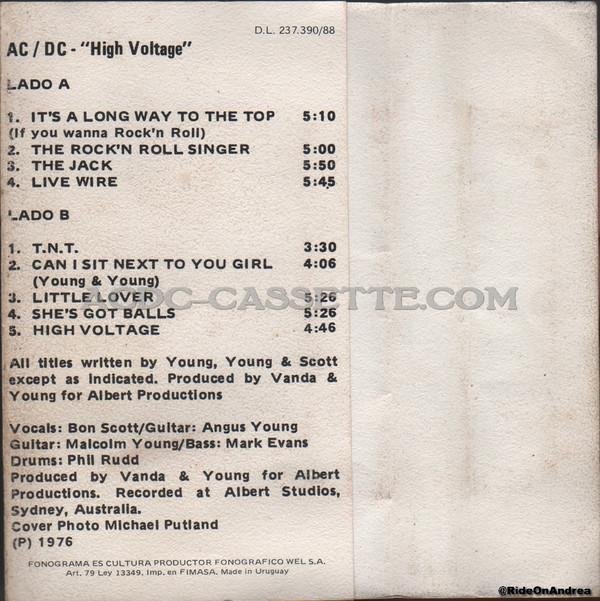 D.L. 237.390/88
AC / DC - "High Voltage"
LADO A
1. IT'S A LONG WAY TO THE TOP 5:10
(If you wanna Rock'n Roll)
2. THE ROCK'N ROLL SINGER 5:00
3. THE JACK 5:50
4. LIVE WIRE 5:45
LADO B
1. T.N.T. 3:30
2. CAN I SIT NEXT TO YOU GIRL 4:06
(Young & Young)
3. LITTLE LOVER 5:26
ACDC-CASSETTE.COM
4. SHE'S GOT BALLS 5:26
5. HIGH VOLTAGE 4:46
All titles written by Young, Young & Scott
except as indicated. Produced by Vanda &
Young for Albert Productions
Vocals: Bon Scott/Guitar: Angus Young
Guitar: Malcolm Young/Bass: Mark Evans
Drums: Phil Rudd
Produced by Vanda & Young for Albert
Productions. Recorded at Albert Studios,
Sydney, Australia.
Cover Photo Michael Putland
(P) 1976
FONOGRAMA ES CULTURA PRODUCTOR FONOGRAFICO WEL S.A.
Art. 79 Ley 13349. Imp. en FIMASA. Made in Uruguay
@RideOnAndrea